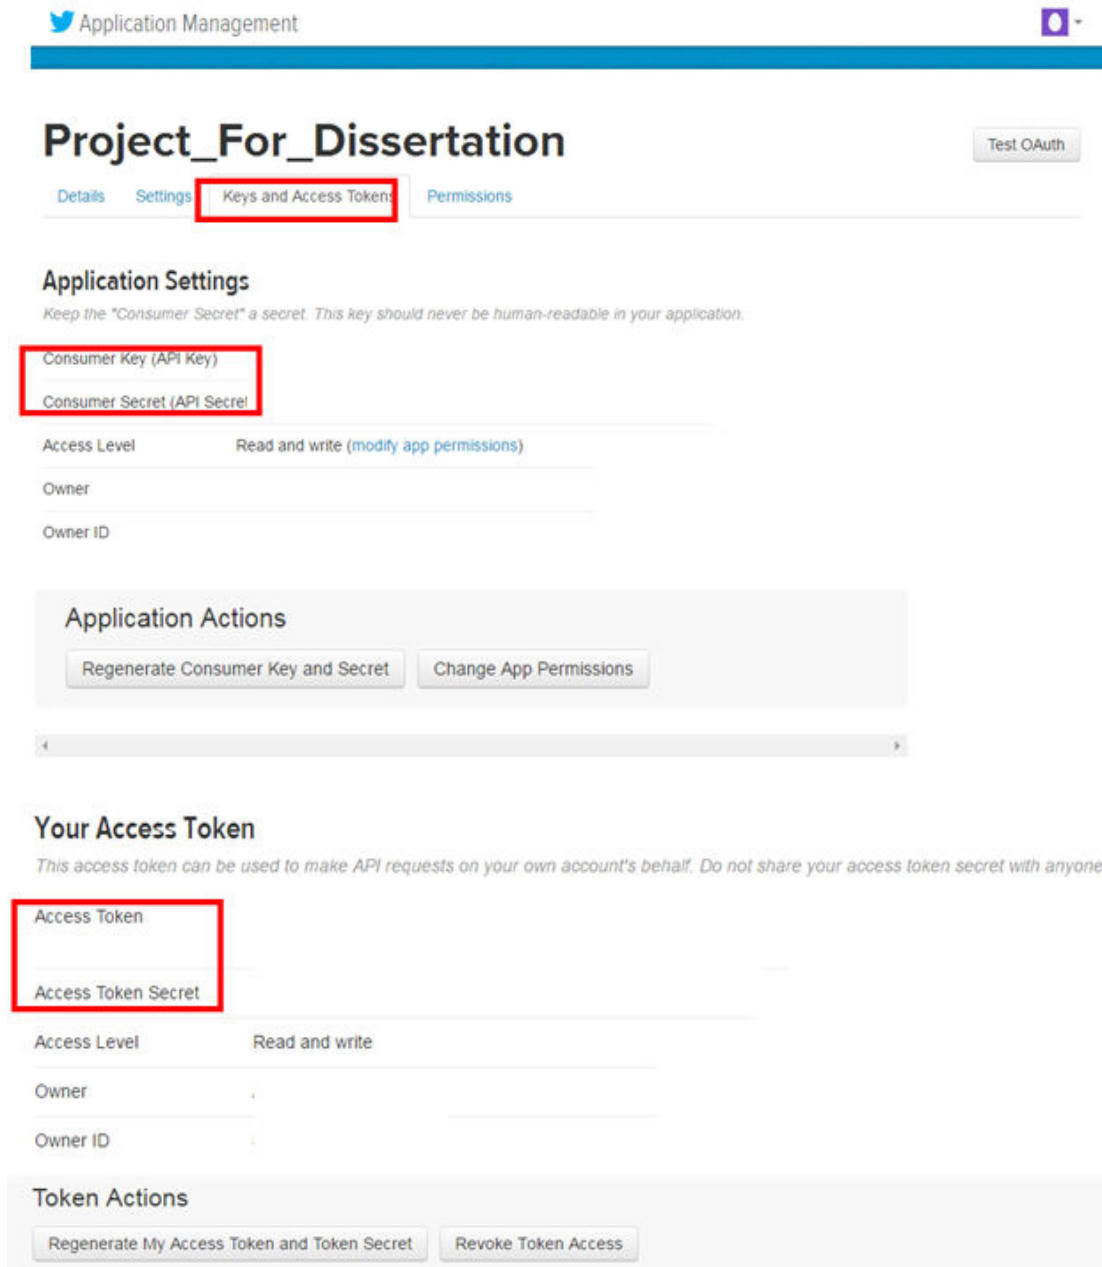 Application Management
Project_For_Dissertation
Test OAuth
Details Settings Keys and Access Tokens Permissions
Application Settings
Keep the "Consumer Secret" a secret. This key should never be human-readable in your application.
Consumer Key (API Key)
Consumer Secret (API Secret
Access Level Read and write (modify app permissions)
Owner
Owner ID
Application Actions
Regenerate Consumer Key and Secret Change App Permissions
Your Access Token
This access token can be used to make API requests on your own account's behalf. Do not share your access token secret with anyone
Access Token
Access Token Secret
Access Level Read and write
Owner
Owner ID
Token Actions
Regenerate My Access Token and Token Secret Revoke Token Access